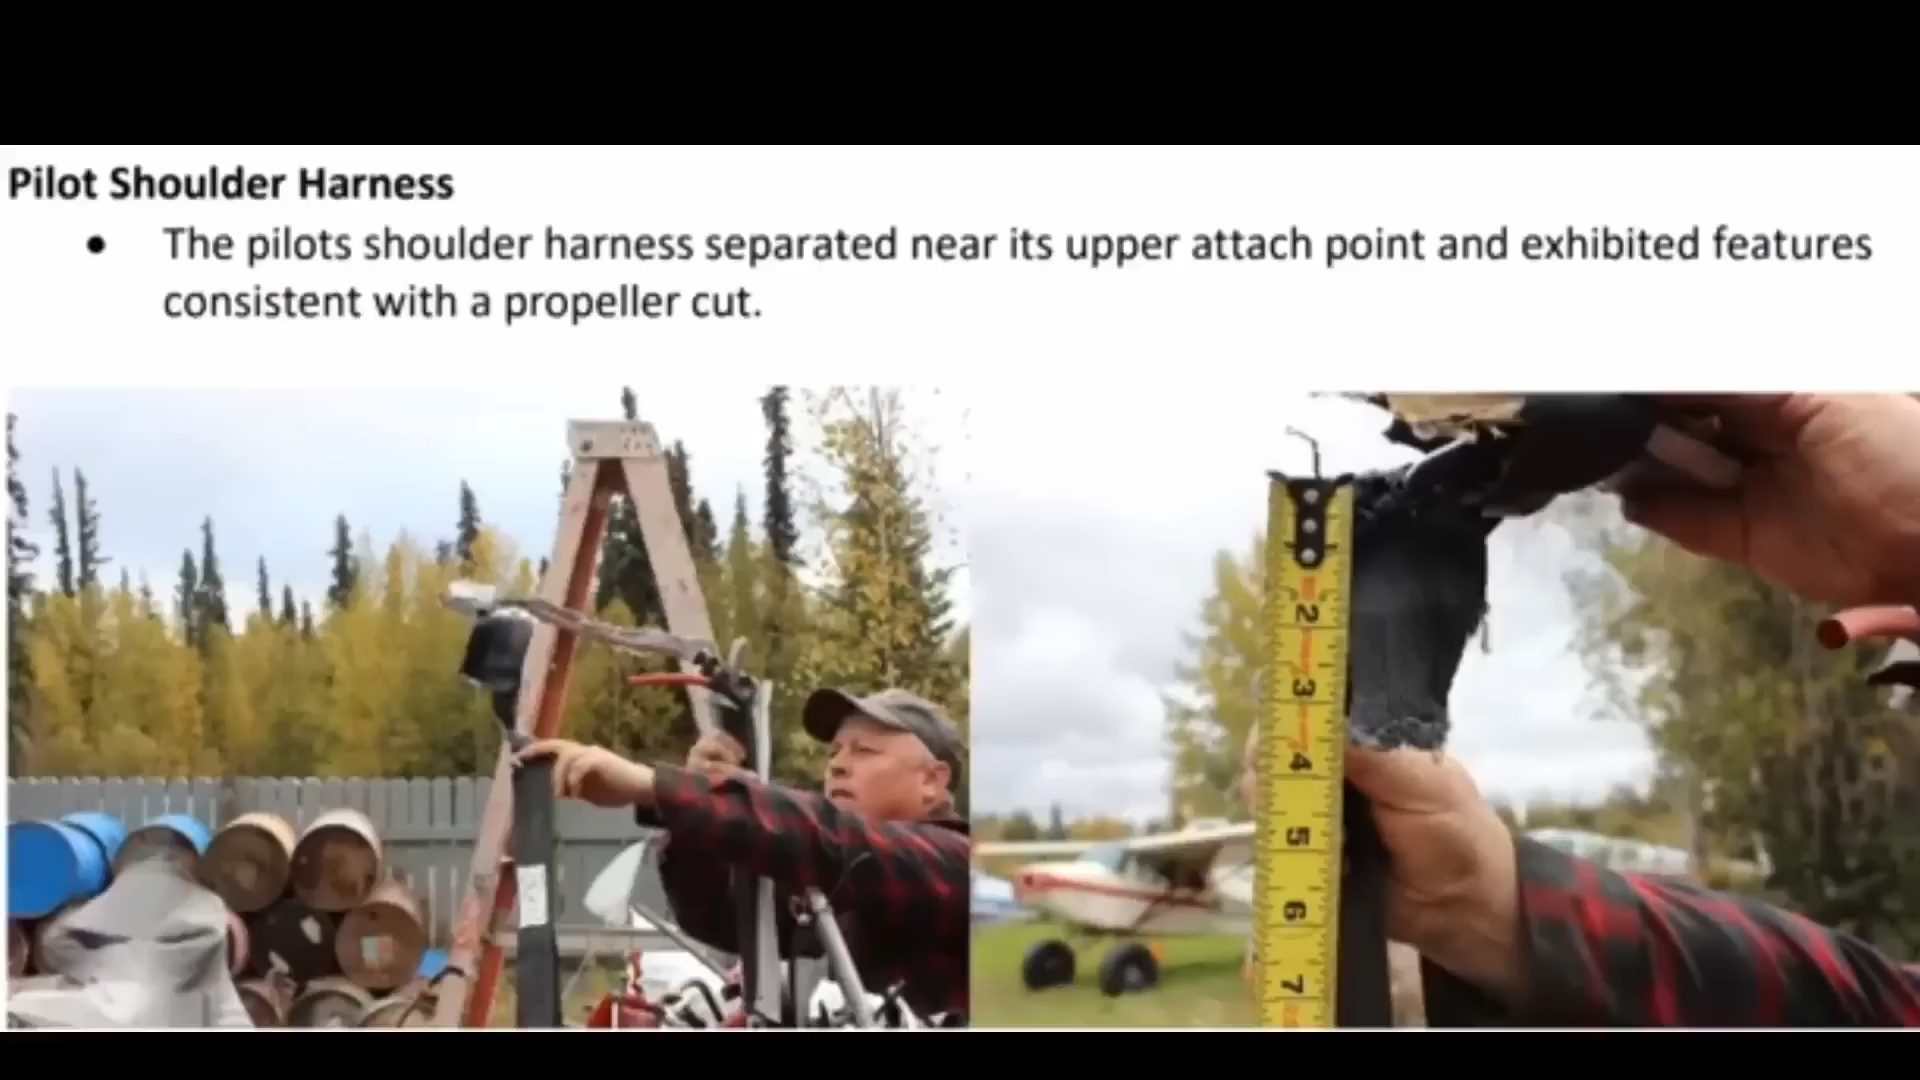 Pilot Shoulder Harness
● The pilots shoulder harness separated near its upper attach point and exhibited features
consistent with a propeller cut.
2
3
4
5
6
7